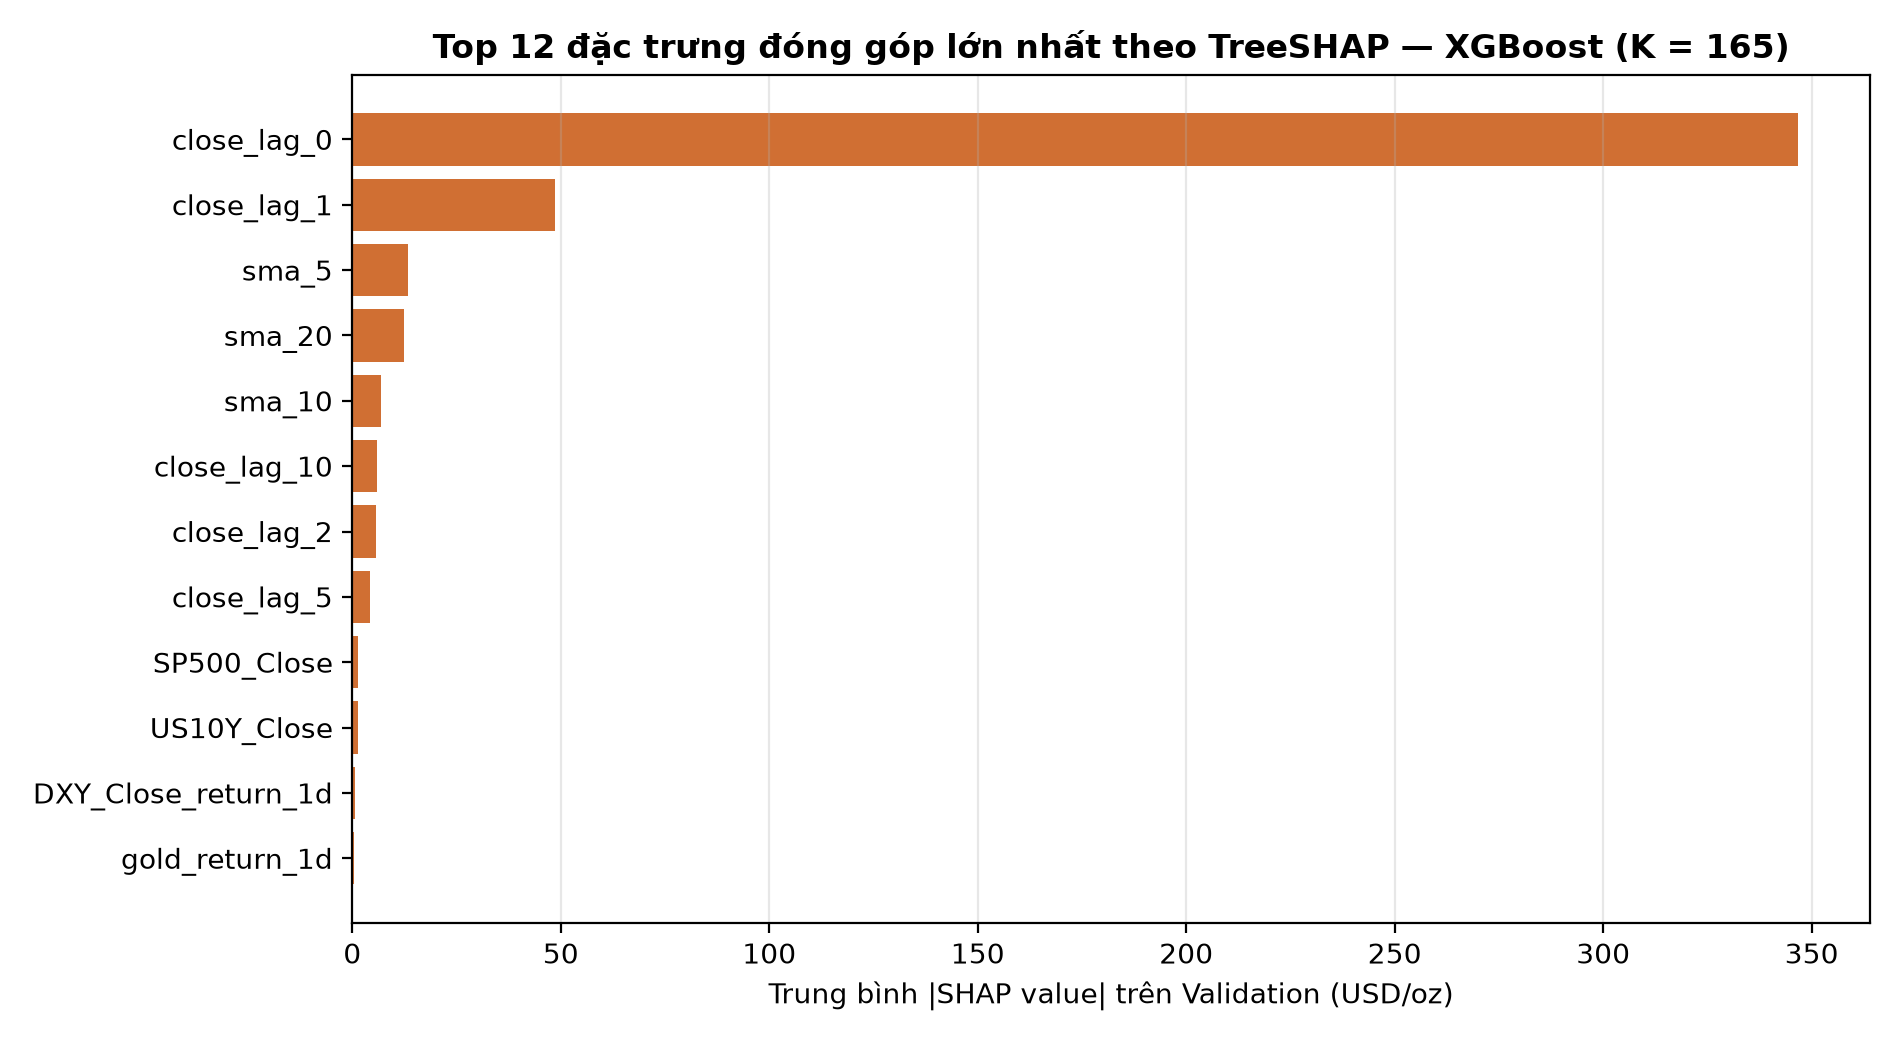 Top 12 đặc trưng đóng góp lớn nhất theo TreeSHAP — XGBoost (K = 165)
close_lag_0
close_lag_1
sma_5
sma_20
sma_10
close_lag_10
close_lag_2
close_lag_5
SP500_Close
US10Y_Close
DXY_Close_return_1d
gold_return_1d
0 50 100 150 200 250 300 350
Trung bình |SHAP value| trên Validation (USD/oz)